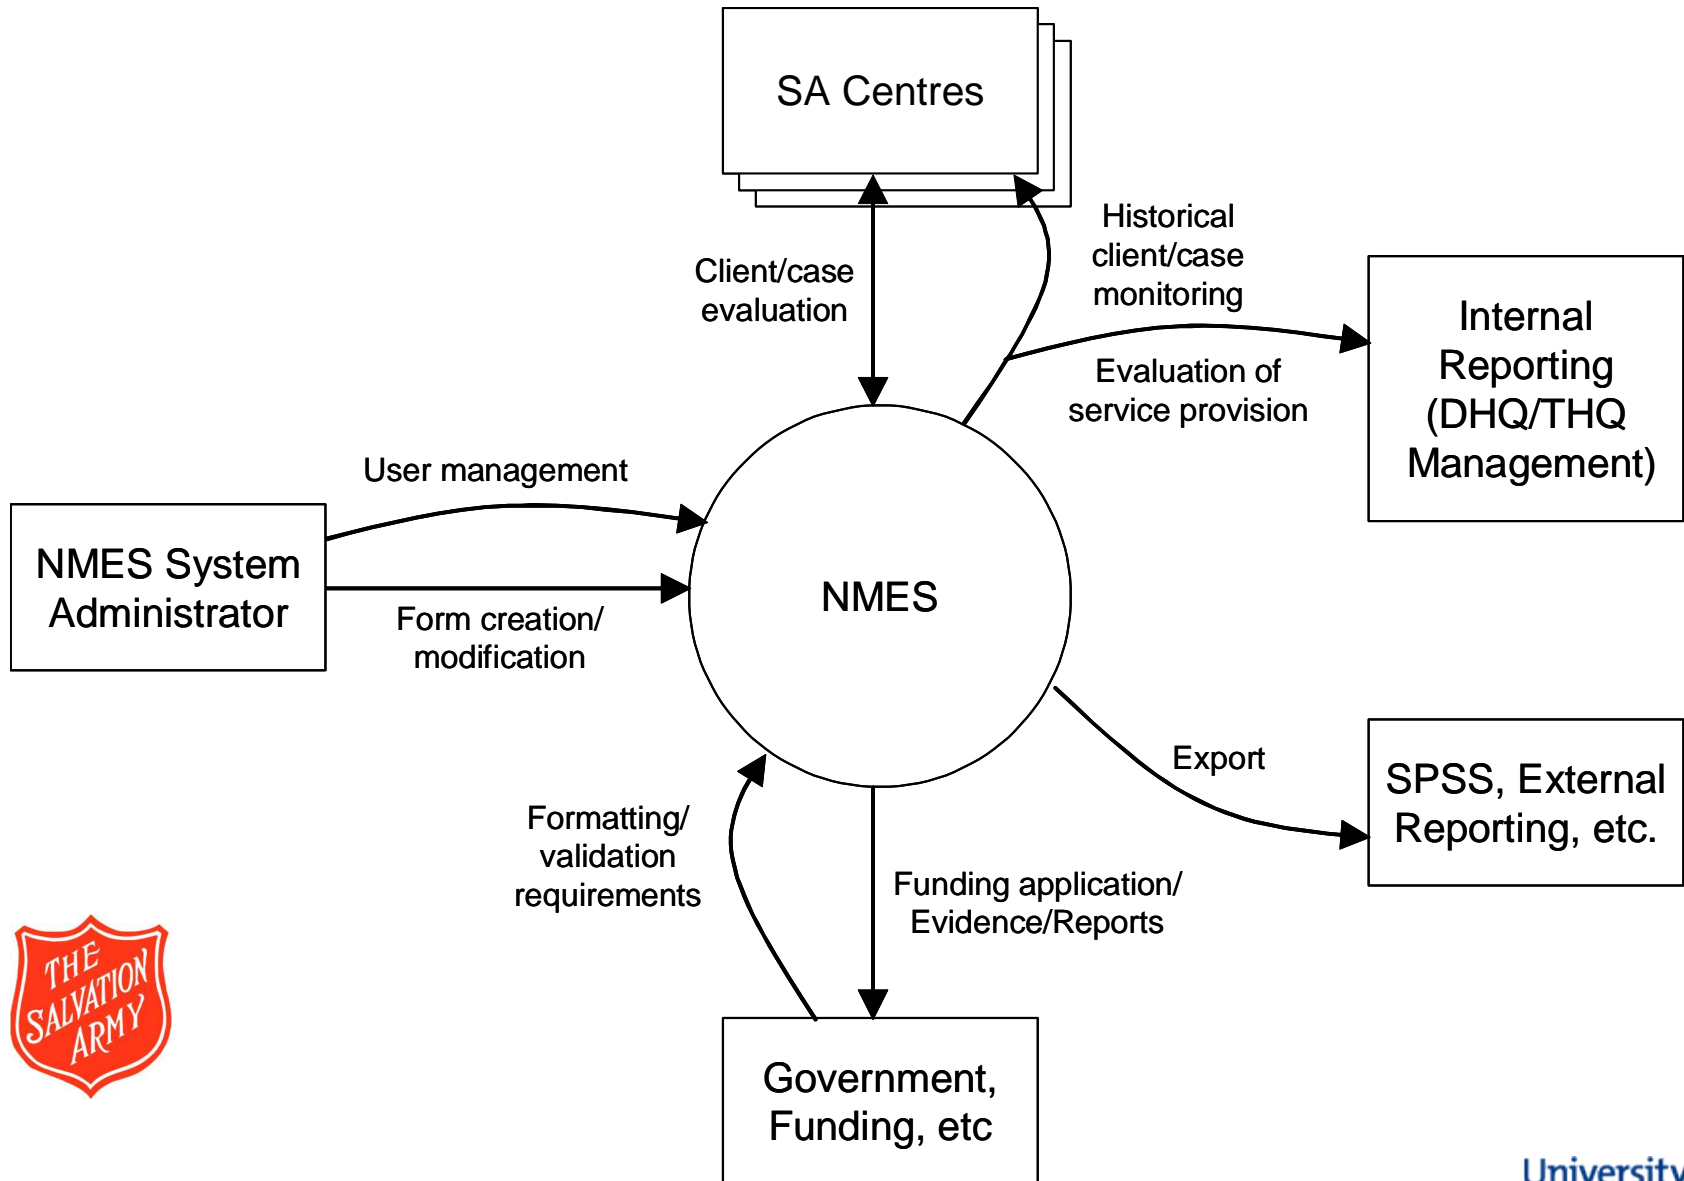 SA Centres
Client/case
evaluation
Historical
client/case
monitoring
Evaluation of
service provision
Internal
Reporting
(DHQ/THQ
Management)
User management
NMES System
Administrator
Form creation/
modification
NMES
Export
SPSS, External
Reporting, etc.
Formatting/
validation
requirements
Funding application/
Evidence/Reports
Government,
Funding, etc
THE
SALVATION
ARMY
University